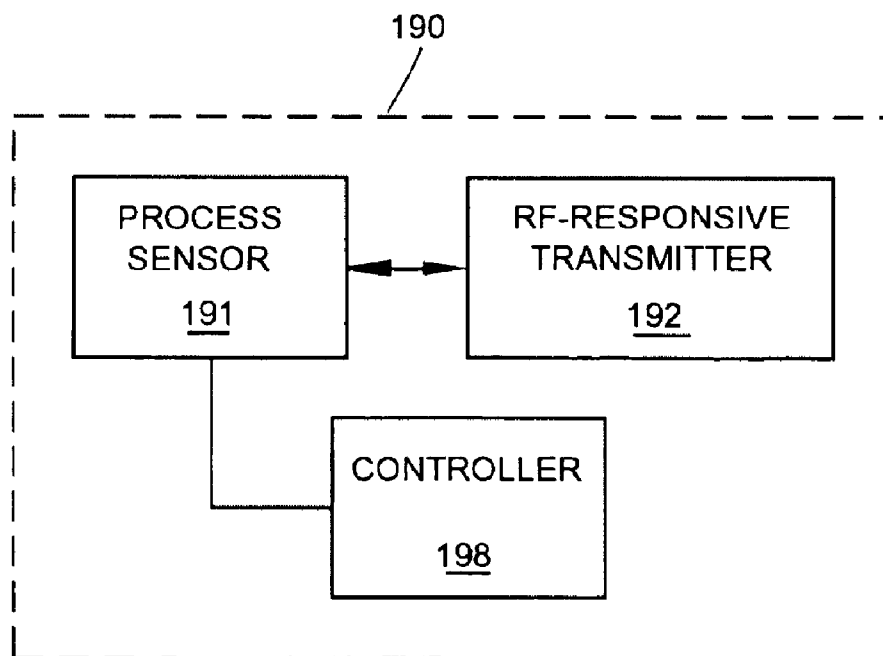 190
PROCESS
SENSOR
191
RF-RESPONSIVE
TRANSMITTER
192
CONTROLLER
198